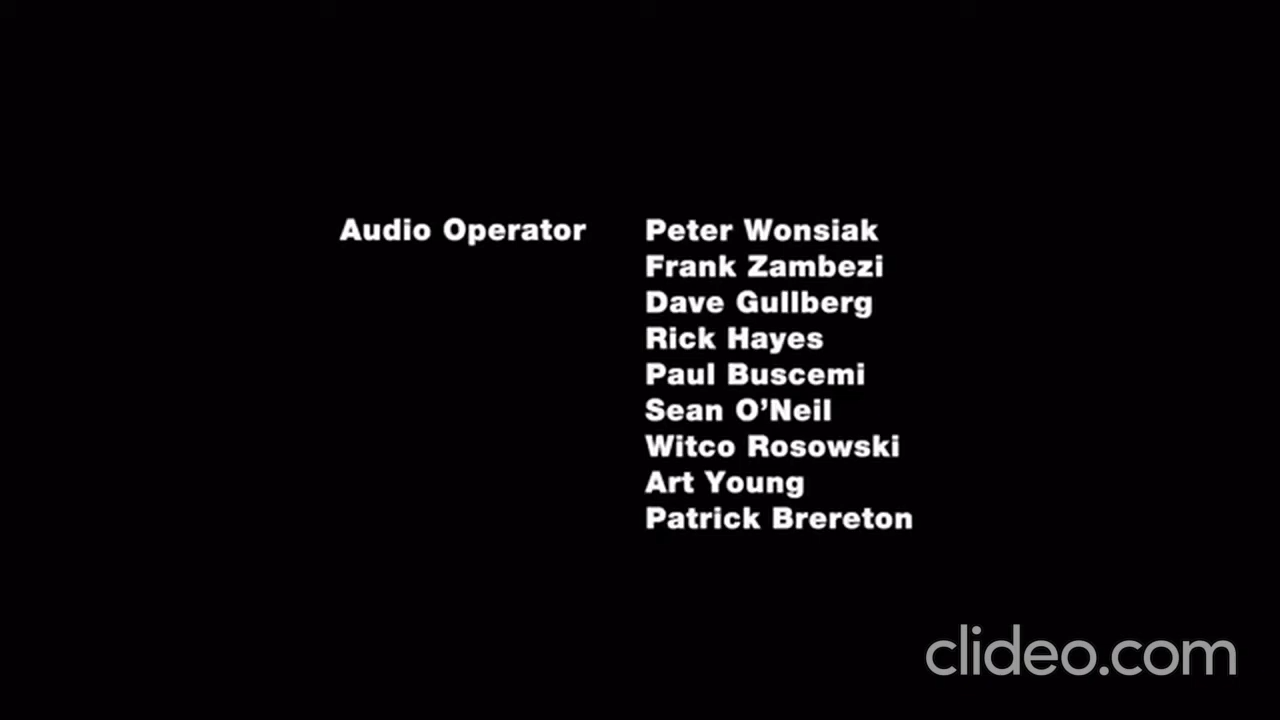 Audio Operator Peter Wonsiak
Frank Zambezi
Dave Gullberg
Rick Hayes
Paul Buscemi
Sean O’Neil
Witco Rosowski
Art Young
Patrick Brereton
clideo.com